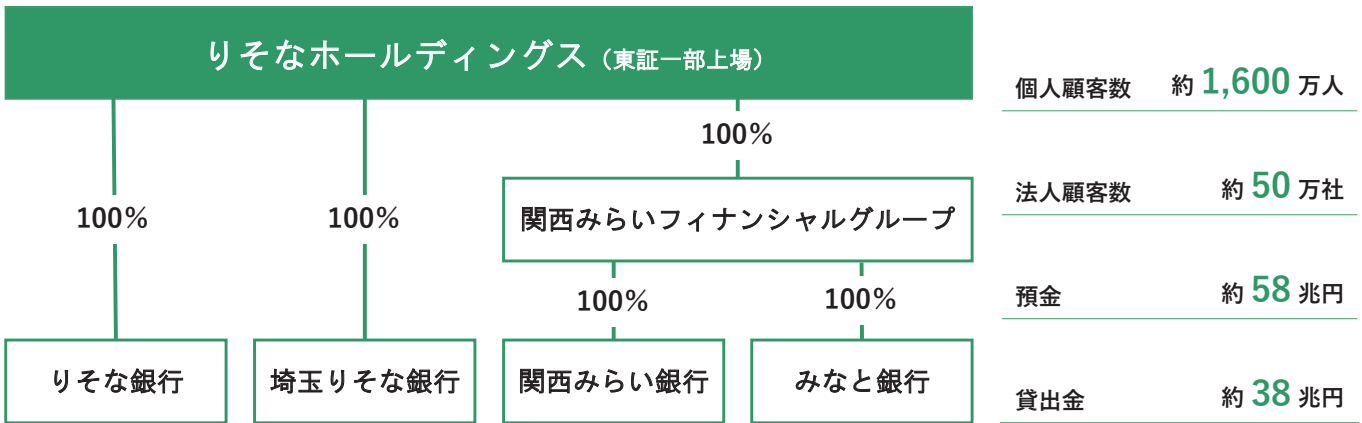 りそなホールディングス（東証一部上場）
100%
100%
100%
関西みらいフィナンシャルグループ
100%
100%
りそな銀行
埼玉りそな銀行
関西みらい銀行
みなと銀行
個人顧客数 約 1,600 万人
法人顧客数 約 50 万社
預金 約 58 兆円
貸出金 約 38 兆円